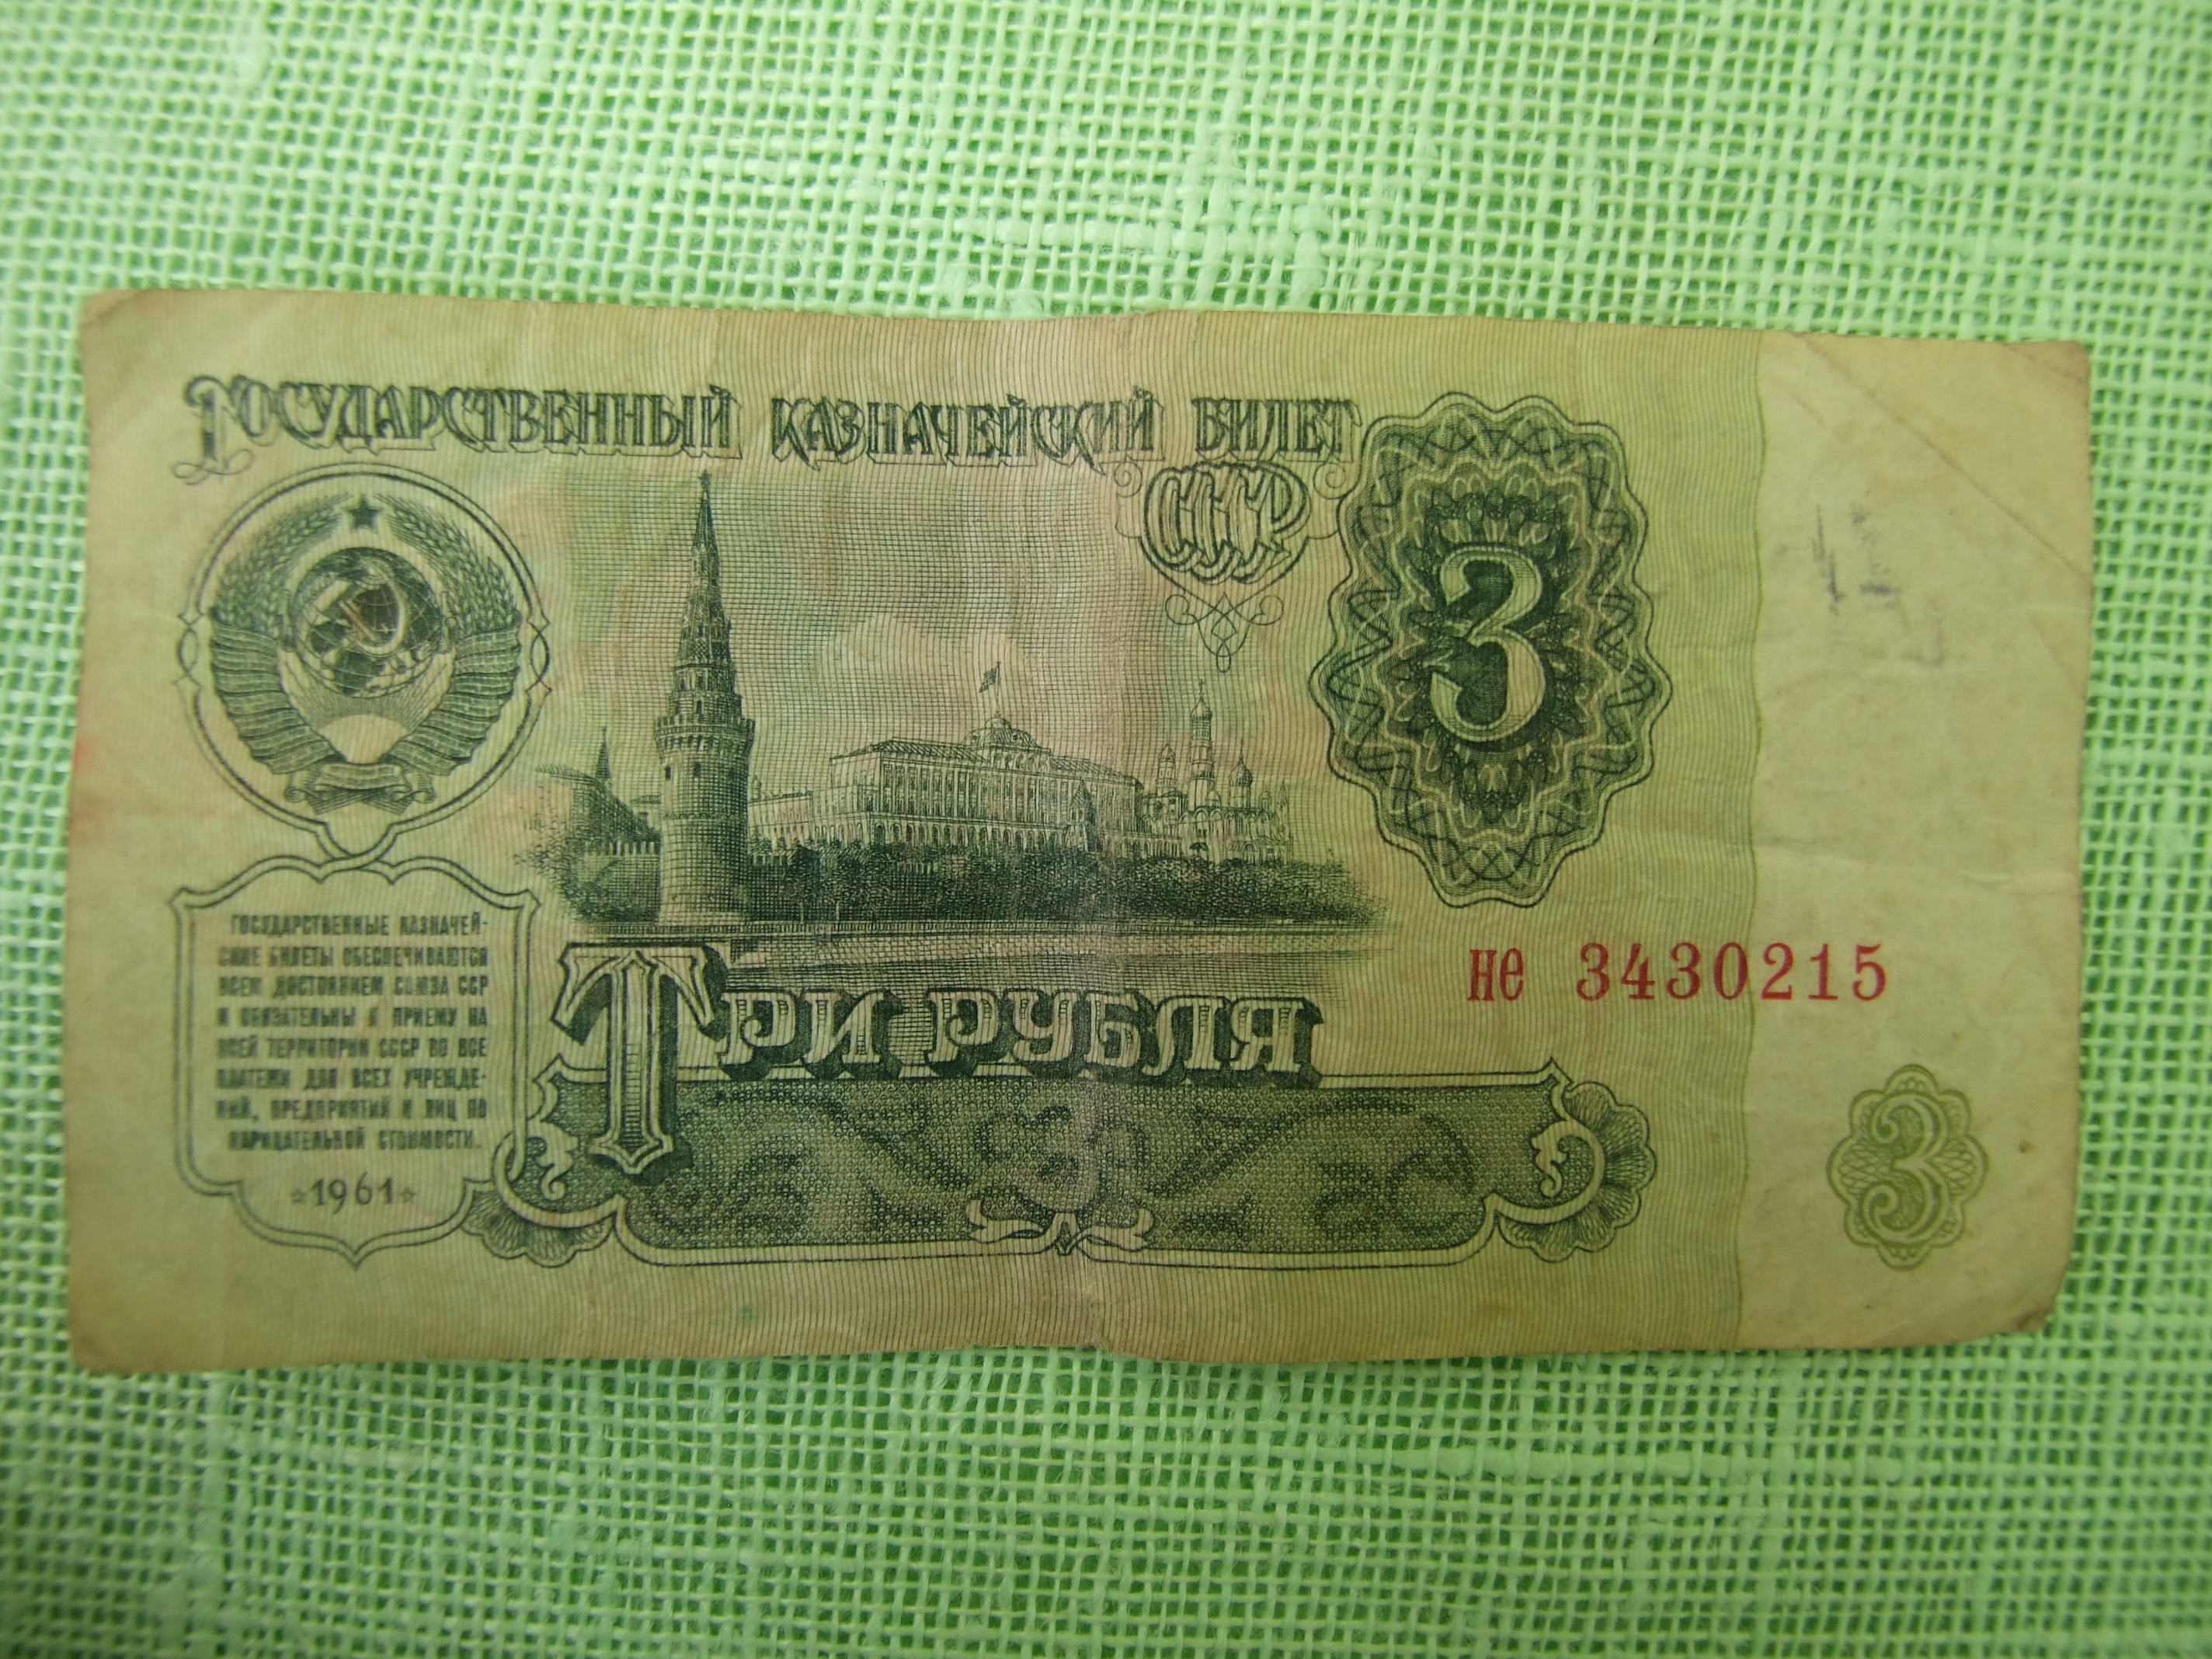 ГОСУДАРСТВЕННЫЙ КАЗНАЧЕЙСКИЙ БИЛЕТ
СССР
3
ГОСУДАРСТВЕННЫЕ КАЗНАЧЕЙ-
СКИЕ БИЛЕТЫ ОБЕСПЕЧИВАЮТСЯ
ВСЕМ ДОСТОЯНИЕМ СОЮЗА ССР
И ОБЯЗАТЕЛЬНЫ К ПРИЕМУ НА
ВСЕЙ ТЕРРИТОРИИ СССР ВО ВСЕ
ПЛАТЕЖИ ДЛЯ ВСЕХ УЧРЕЖДЕ-
НИЙ, ПРЕДПРИЯТИЙ И ЛИЦ ПО
НАРИЦАТЕЛЬНОЙ СТОИМОСТИ.
1961
ТРИ РУБЛЯ
не 3430215
3